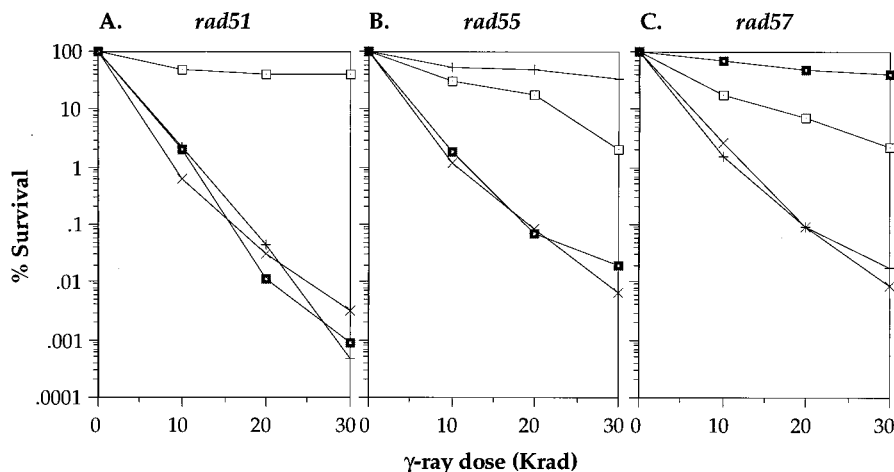 A. rad51
B. rad55
C. rad57
% Survival
100
10
1
.1
.01
.001
.0001
0 10 20 30
0 10 20 30
0 10 20 30
γ-ray dose (Krad)